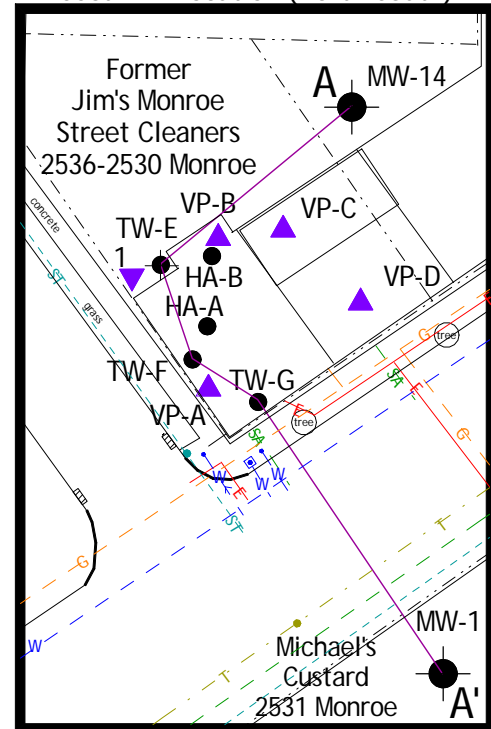 Former
Jim's Monroe
Street Cleaners
2536-2530 Monroe
A
MW-14
VP-B
VP-C
TW-E
1
HA-B
VP-D
HA-A
TW-F
TW-G
VP-A
concrete
grass
ST
G
E
tree
SA
E
tree
SA
E
G
W
W
W
E
ST
G
T
W
T
MW-1
Michael's
Custard
2531 Monroe
A'